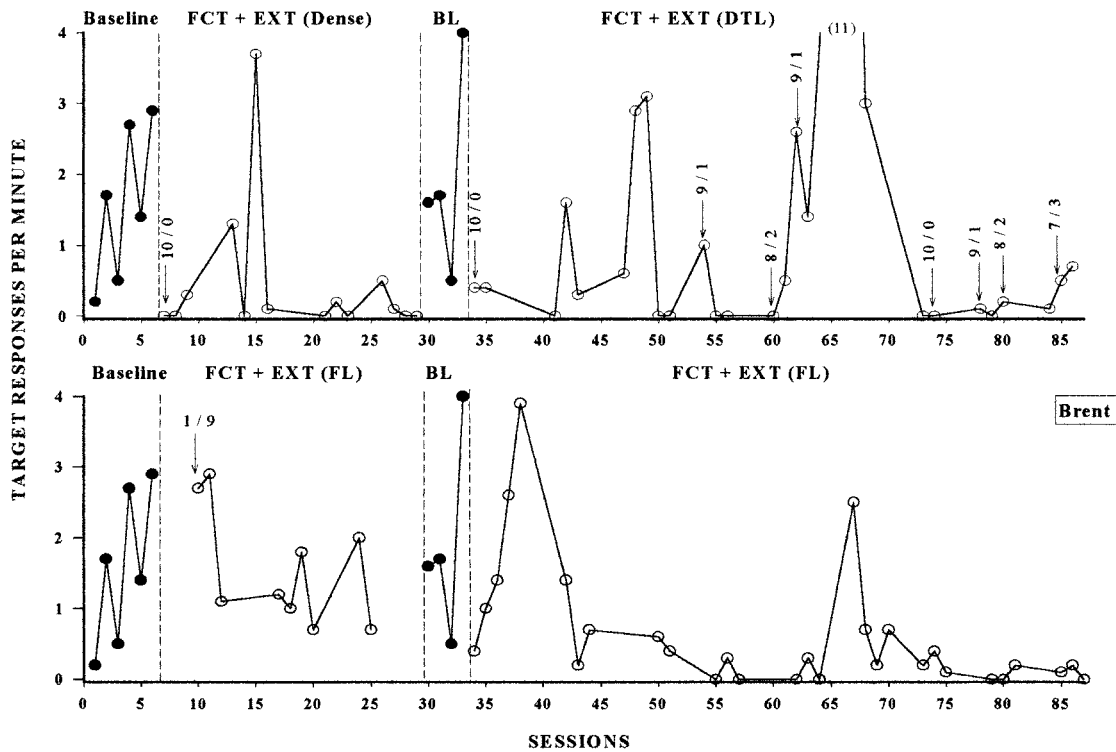 Baseline FCT + EXT (Dense) BL FCT + EXT (DTL)
4
3
2
1
0
10 / 0
10 / 0
9 / 1
8 / 2
9 / 1
(11)
10 / 0
9 / 1
8 / 2
7 / 3
0 5 10 15 20 25 30 35 40 45 50 55 60 65 70 75 80 85
TARGET RESPONSES PER MINUTE
Baseline FCT + EXT (FL) BL FCT + EXT (FL)
4
3
2
1
0
1 / 9
Brent
0 5 10 15 20 25 30 35 40 45 50 55 60 65 70 75 80 85
SESSIONS